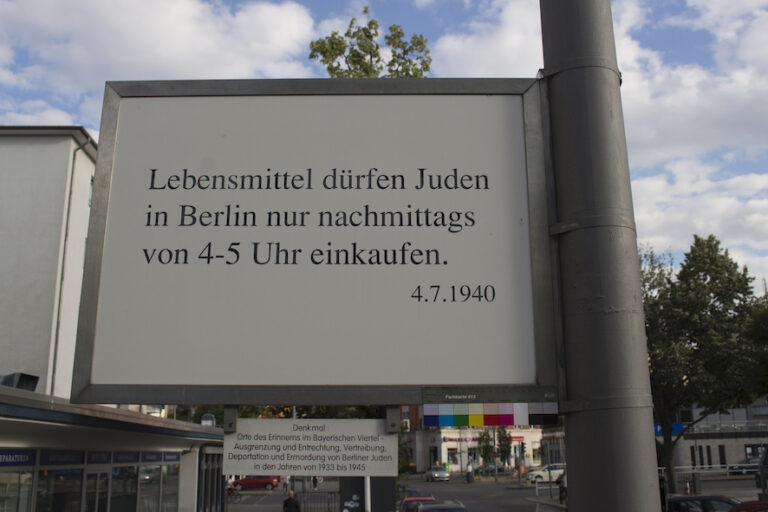 Lebensmittel dürfen Juden
in Berlin nur nachmittags
von 4-5 Uhr einkaufen.
4.7.1940
Farbkarte #13
Denkmal
Orte des Erinnerns im Bayerischen Viertel -
Ausgrenzung und Entrechtung, Vertreibung,
Deportation und Ermordung von Berliner Juden
in den Jahren von 1933 bis 1945